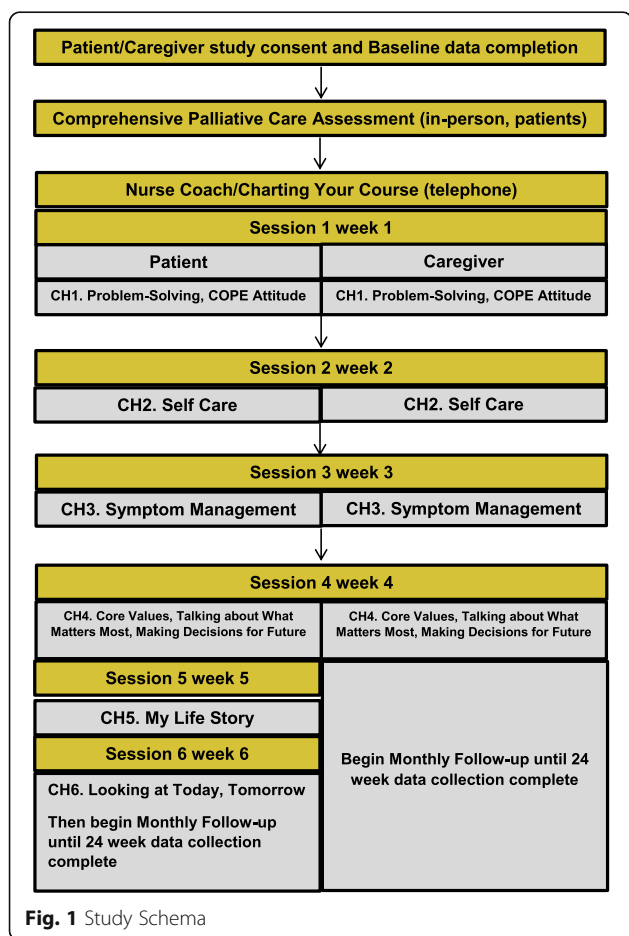 Patient/Caregiver study consent and Baseline data completion
Comprehensive Palliative Care Assessment (in-person, patients)
Nurse Coach/Charting Your Course (telephone)
Session 1 week 1
Patient
Caregiver
CH1. Problem-Solving, COPE Attitude
CH1. Problem-Solving, COPE Attitude
Session 2 week 2
CH2. Self Care
CH2. Self Care
Session 3 week 3
CH3. Symptom Management
CH3. Symptom Management
Session 4 week 4
CH4. Core Values, Talking about What
Matters Most, Making Decisions for Future
CH4. Core Values, Talking about What
Matters Most, Making Decisions for Future
Session 5 week 5
CH5. My Life Story
Session 6 week 6
CH6. Looking at Today, Tomorrow
Then begin Monthly Follow-up
until 24 week data collection
complete
Begin Monthly Follow-up until 24
week data collection complete
Fig. 1 Study Schema